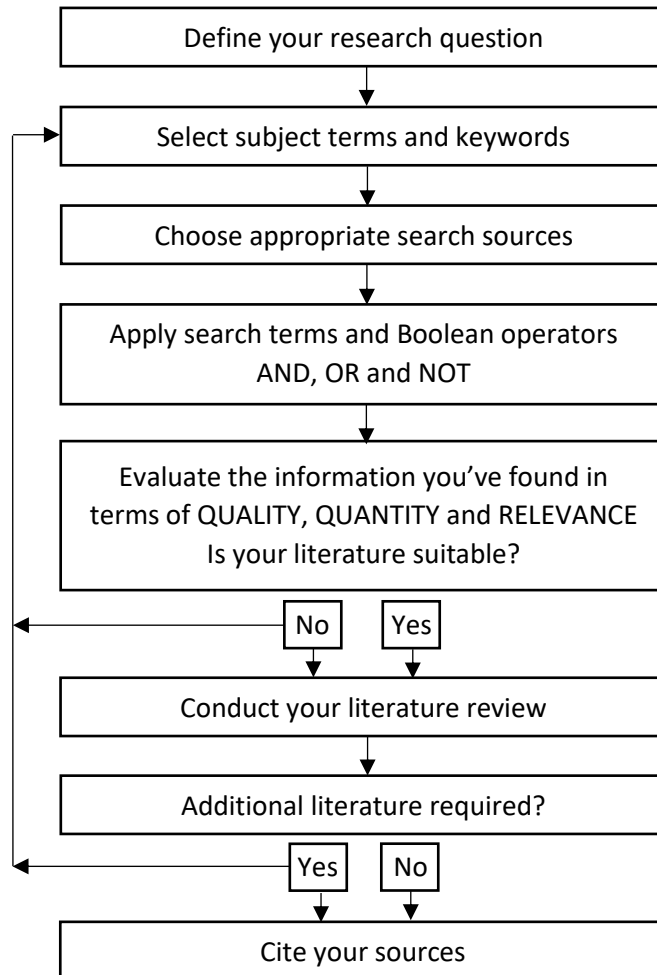 Define your research question
Select subject terms and keywords
Choose appropriate search sources
Apply search terms and Boolean operators
AND, OR and NOT
Evaluate the information you’ve found in
terms of QUALITY, QUANTITY and RELEVANCE
Is your literature suitable?
No Yes
Conduct your literature review
Additional literature required?
Yes No
Cite your sources